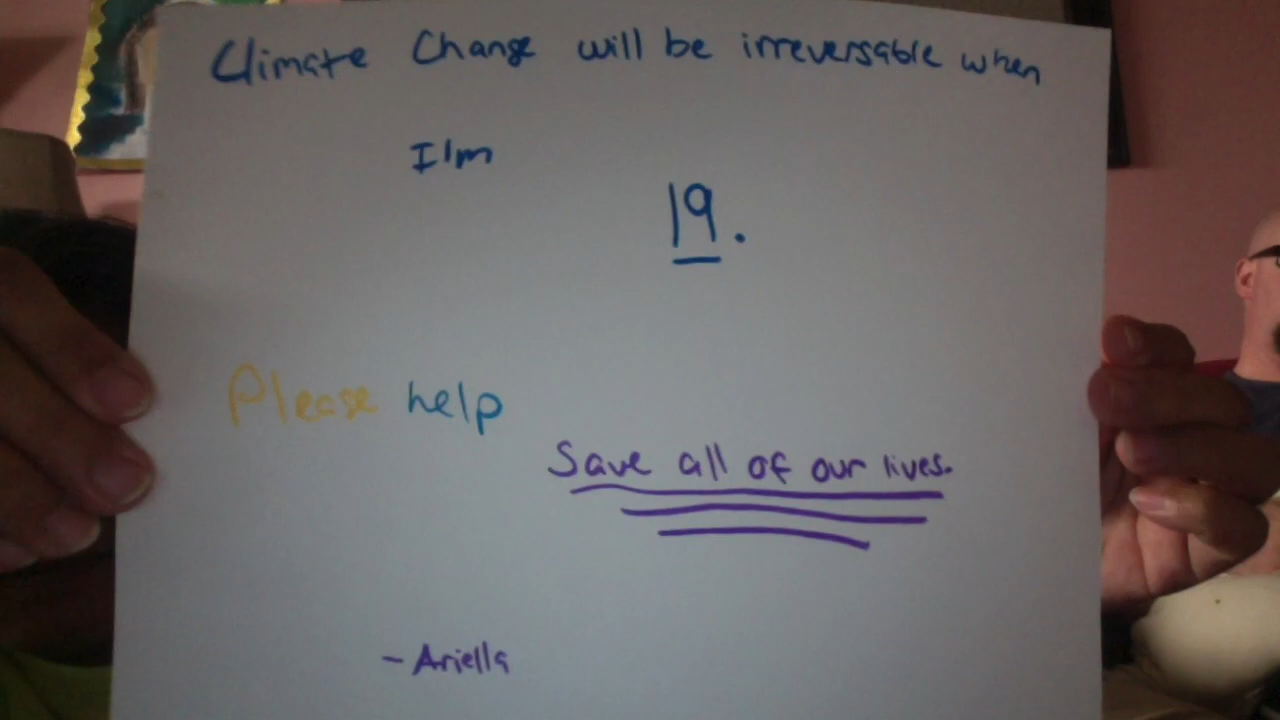 Climate Change will be irreversable when
I'm
19.
Please help
Save all of our lives.
- Ariella